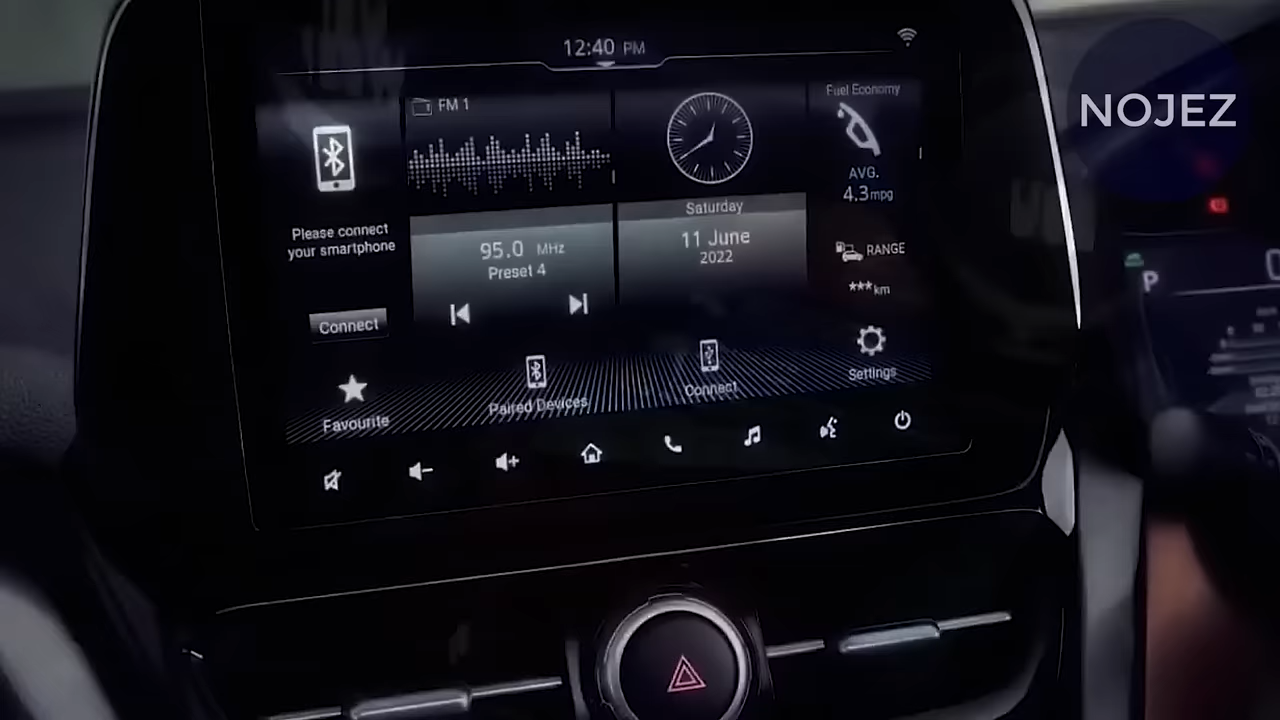 12:40 PM
NOJEZ
FM 1
Fuel Economy
AVG.
4.3mpg
Please connect
your smartphone
95.0 MHz
Preset 4
Saturday
11 June
2022
RANGE
***km
Connect
Favourite
Paired Devices
Connect
Settings
P